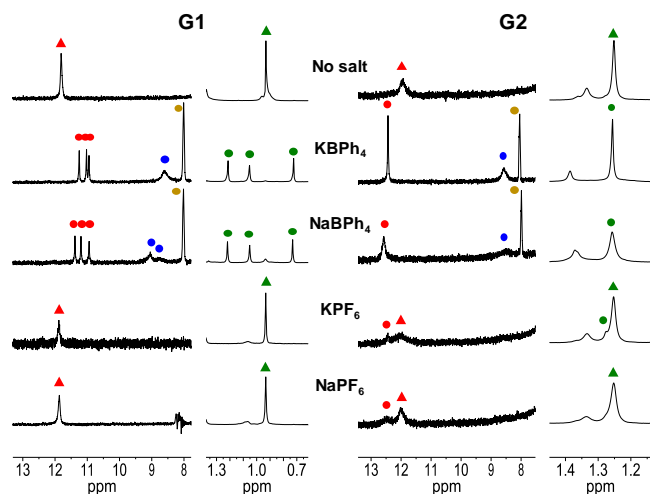 G1 G2
No salt
KBPh₄
NaBPh₄
KPF₆
NaPF₆
13 12 11 10 9 8 1.3 1.0 0.7 13 12 11 10 9 8 1.4 1.3 1.2
ppm ppm ppm ppm